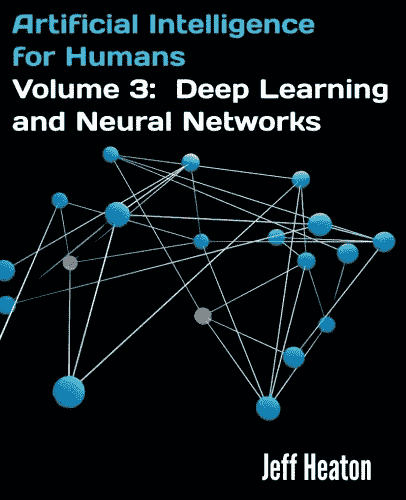 Artificial Intelligence
for Humans
Volume 3: Deep Learning
and Neural Networks
Jeff Heaton